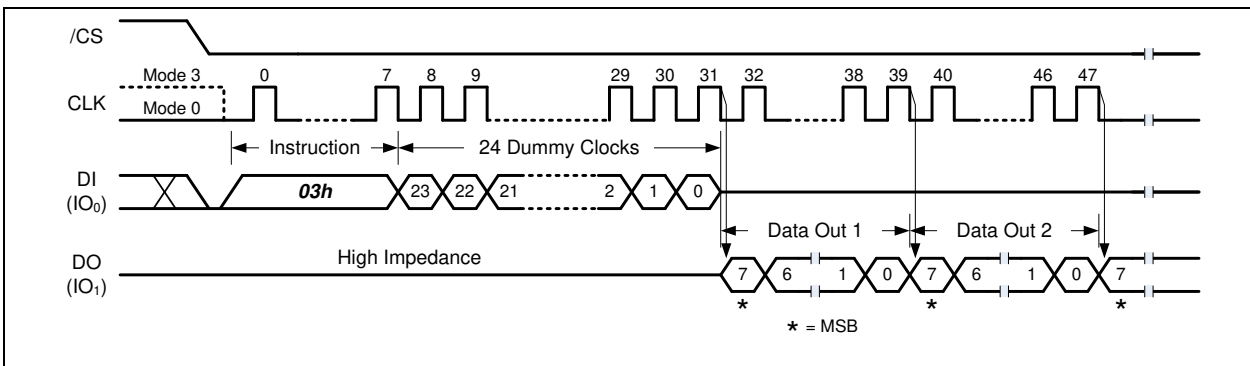 /CS
Mode 3 0 7 8 9 29 30 31 32 38 39 40 46 47
CLK
Mode 0
Instruction 24 Dummy Clocks
DI
(IO0)
03h 23 22 21 2 1 0
Data Out 1 Data Out 2
High Impedance
DO
(IO1)
7 6 1 0 7 6 1 0 7
* * *
* = MSB